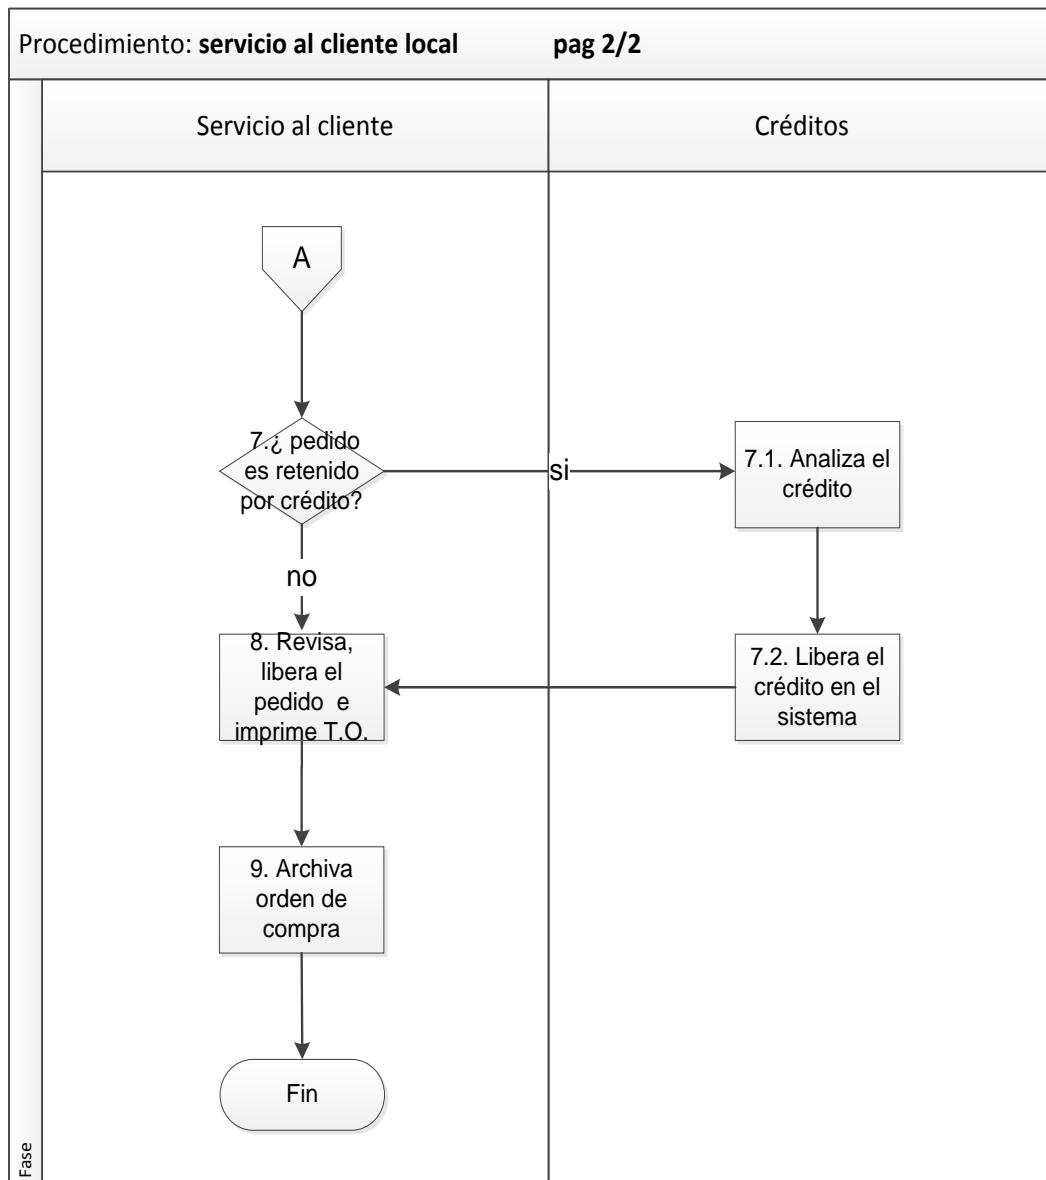 Procedimiento: servicio al cliente local pag 2/2
Servicio al cliente
Créditos
A
7.¿ pedido
es retenido
por crédito?
si
7.1. Analiza el
crédito
no
8. Revisa,
libera el
pedido e
imprime T.O.
7.2. Libera el
crédito en el
sistema
9. Archiva
orden de
compra
Fin
Fase